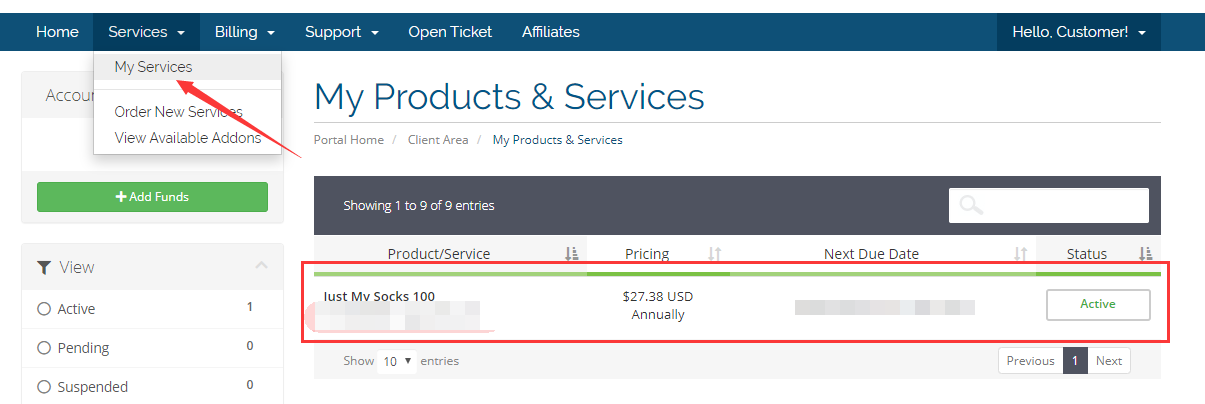 Home Services Billing Support Open Ticket Affiliates Hello, Customer!
My Services
Order New Services
View Available Addons
Accou
Add Funds
View
Active 1
Pending 0
Suspended 0
My Products & Services
Portal Home / Client Area / My Products & Services
Showing 1 to 9 of 9 entries
Product/Service Pricing Next Due Date Status
Just My Socks 100 $27.38 USD Active
Annually
Show 10 entries Previous 1 Next